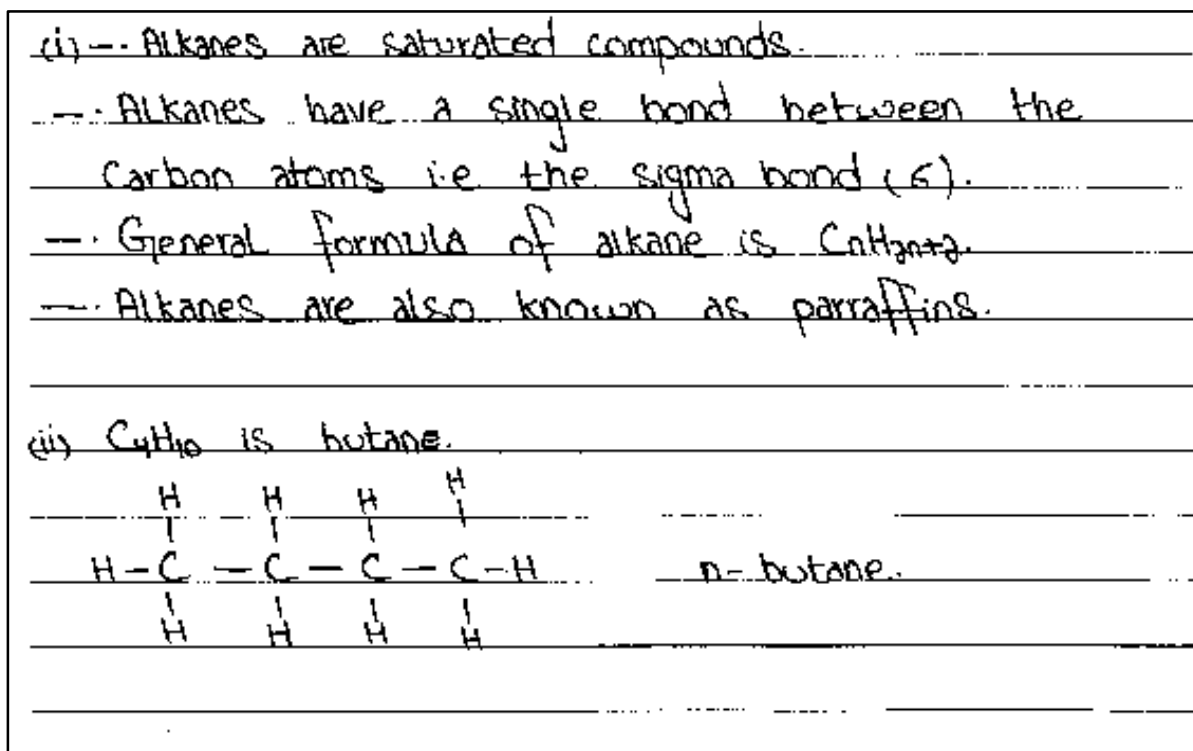 (i) —. Alkanes are saturated compounds.
—. Alkanes have a single bond between the
Carbon atoms i.e the sigma bond (σ).
—. General formula of alkane is CnH2n+2.
—. Alkanes are also known as parraffins.
(ii) C4H10 is butane.
H H H H
H – C – C – C – C – H n- butane.
H H H H